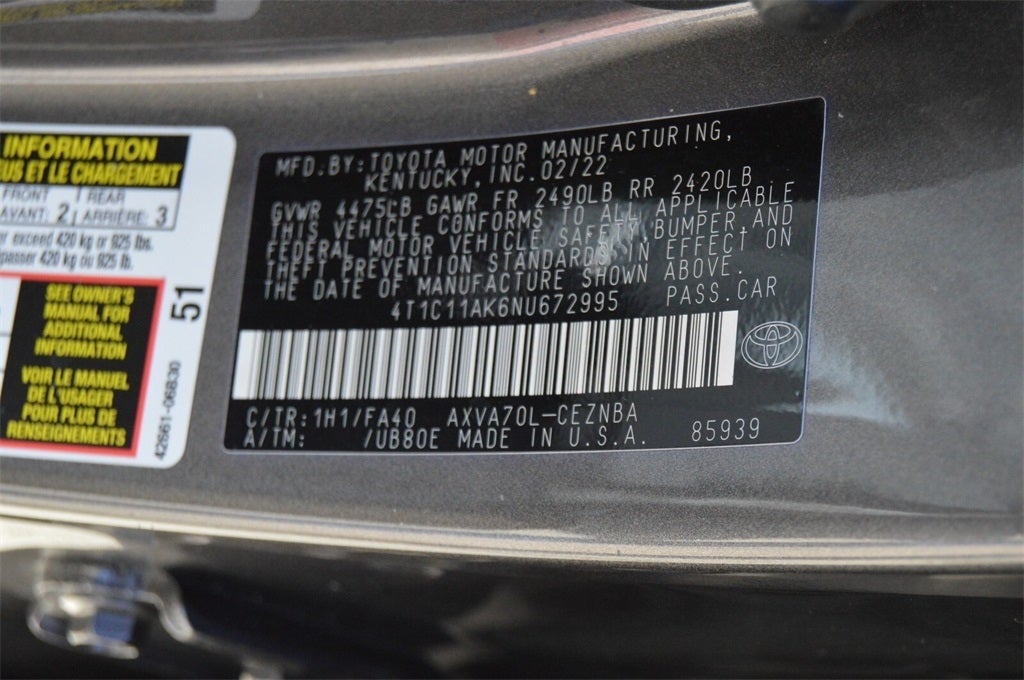 INFORMATION
US ET LE CHARGEMENT
FRONT REAR
AVANT: 2 ARRIÈRE: 3
exceed 420 kg or 925 lbs.
passer 420 kg ou 925 lb.
SEE OWNER'S
MANUAL FOR
ADDITIONAL
INFORMATION
VOIR LE MANUEL
DE L'USAGER
POUR PLUS DE
RENSEIGNEMENTS
51
42661-06B30
MFD.BY:TOYOTA MOTOR MANUFACTURING,
KENTUCKY, INC.02/22
GVWR 4475LB GAWR FR 2490LB RR 2420LB
THIS VEHICLE CONFORMS TO ALL APPLICABLE
FEDERAL MOTOR VEHICLE SAFETY,BUMPER,AND
THEFT PREVENTION STANDARDS IN EFFECT ON
THE DATE OF MANUFACTURE SHOWN ABOVE.
4T1C11AK6NU672995 PASS.CAR
C/TR:1H1/FA40 AXVA70L-CEZNBA
A/TM: /UB80E MADE IN U.S.A. 85939